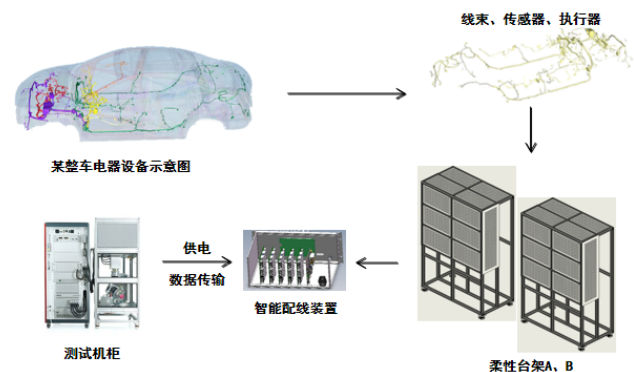 线束、传感器、执行器
某整车电器设备示意图
供电
数据传输
智能配线装置
测试机柜
柔性台架A、B